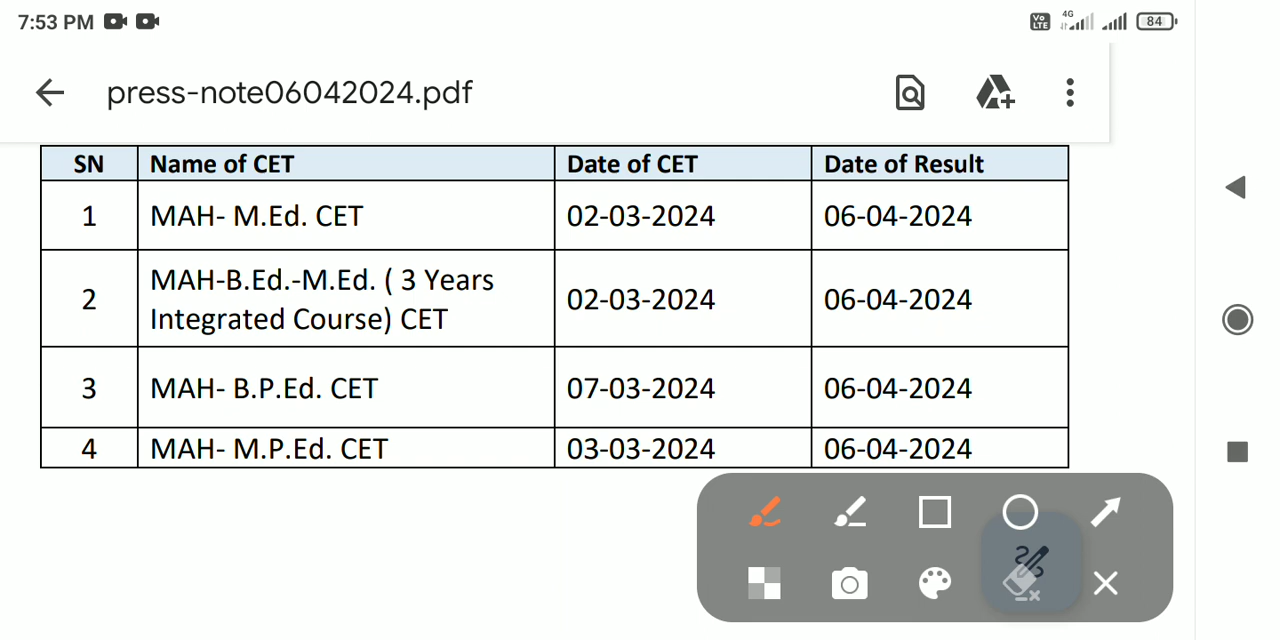 7:53 PM
Vo LTE 4G 84
press-note06042024.pdf
SN Name of CET Date of CET Date of Result
1 MAH- M.Ed. CET 02-03-2024 06-04-2024
2 MAH-B.Ed.-M.Ed. ( 3 Years
Integrated Course) CET 02-03-2024 06-04-2024
3 MAH- B.P.Ed. CET 07-03-2024 06-04-2024
4 MAH- M.P.Ed. CET 03-03-2024 06-04-2024